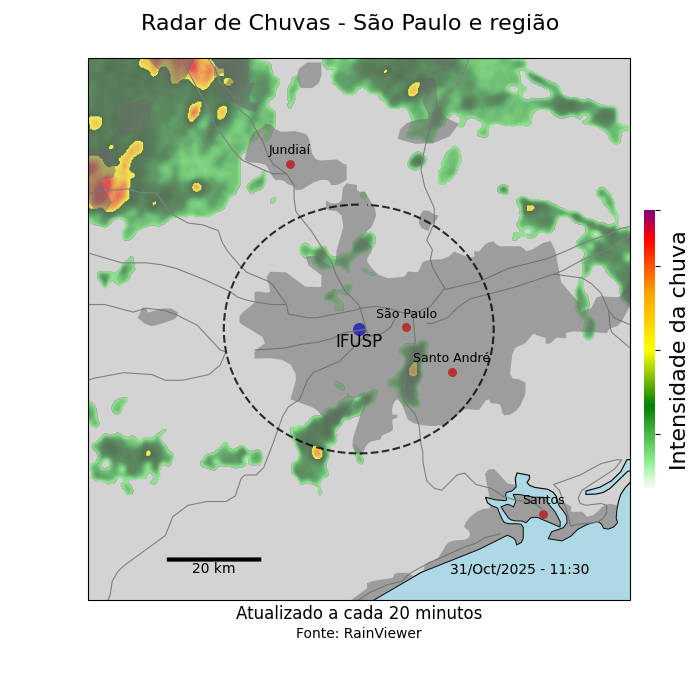 Radar de Chuvas - São Paulo e região
Jundiaí
São Paulo
IFUSP
Santo André
Santos
20 km
31/Oct/2025 - 11:30
Intensidade da chuva
Atualizado a cada 20 minutos
Fonte: RainViewer